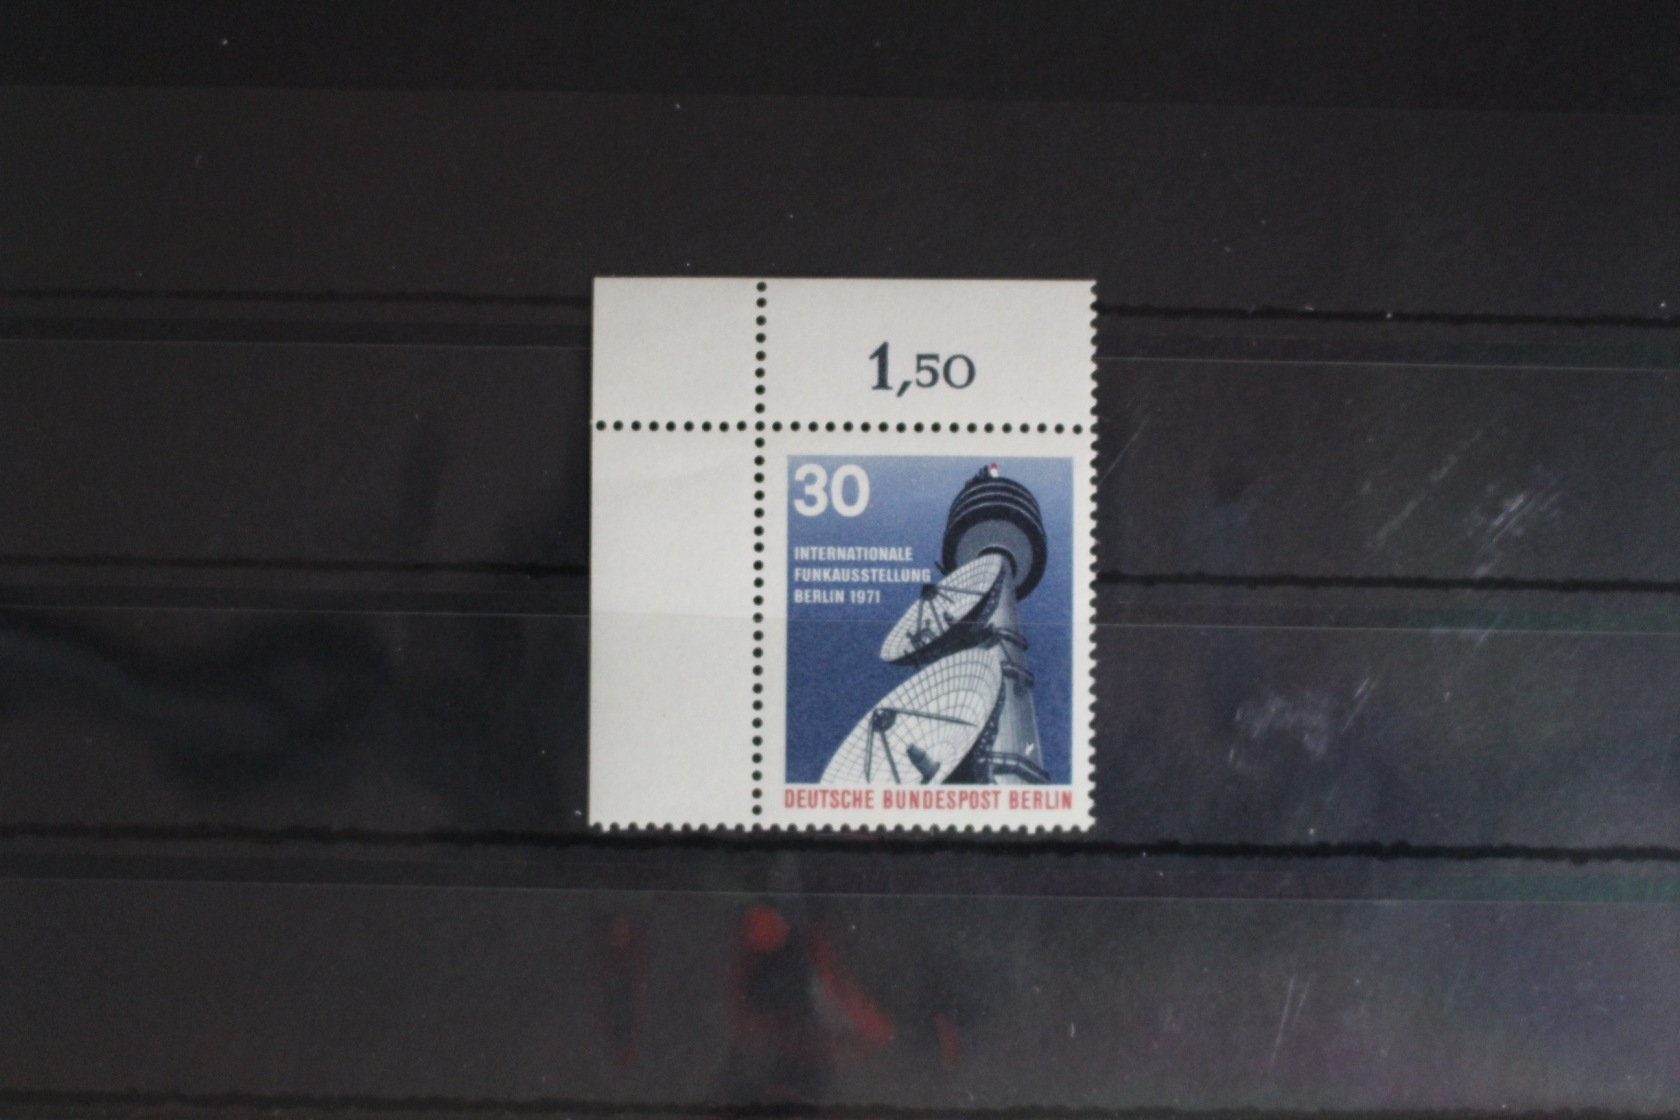 1,50
30
INTERNATIONALE
FUNKAUSSTELLUNG
BERLIN 1971
DEUTSCHE BUNDESPOST BERLIN